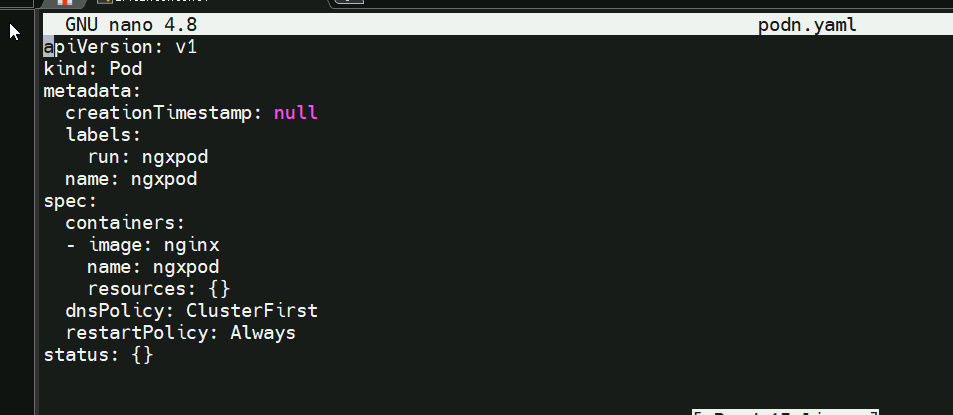 GNU nano 4.8 podn.yaml
apiVersion: v1
kind: Pod
metadata:
  creationTimestamp: null
  labels:
    run: ngxpod
  name: ngxpod
spec:
  containers:
  - image: nginx
    name: ngxpod
    resources: {}
  dnsPolicy: ClusterFirst
  restartPolicy: Always
status: {}